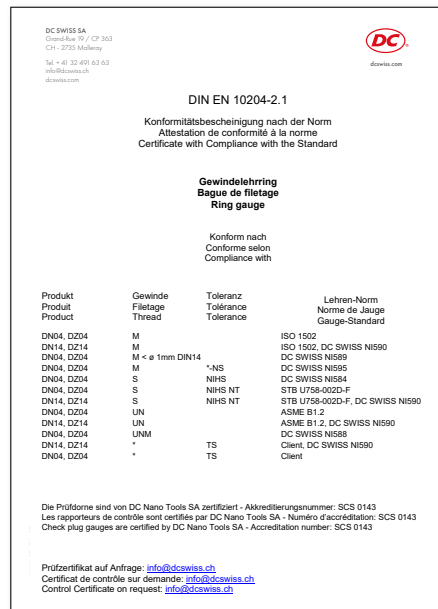 DC SWISS SA
Grand-Rue 19 / CP 363
CH - 2735 Malleray
Tel. + 41 32 491 63 63
info@dcswiss.ch
dcswiss.com
DC
dcswiss.com
DIN EN 10204-2.1
Konformitätsbescheinigung nach der Norm
Attestation de conformité à la norme
Certificate with Compliance with the Standard
Gewindelehrring
Bague de filetage
Ring gauge
Konform nach
Conforme selon
Compliance with
Produkt Gewinde Toleranz Lehren-Norm
Produit Filetage Tolérance Norme de Jauge
Product Thread Tolerance Gauge-Standard
DN04, DZ04 M ISO 1502
DN14, DZ14 M ISO 1502, DC SWISS NI590
DN04, DZ04 M < ø 1mm DIN14 DC SWISS NI589
DN04, DZ04 M *-NS DC SWISS NI595
DN04, DZ04 S NIHS DC SWISS NI584
DN04, DZ04 S NIHS NT STB U758-002D-F
DN14, DZ14 S NIHS NT STB U758-002D-F, DC SWISS NI590
DN04, DZ04 UN ASME B1.2
DN14, DZ14 UN ASME B1.2, DC SWISS NI590
DN04, DZ04 UNM DC SWISS NI588
DN14, DZ14 * TS Client, DC SWISS NI590
DN04, DZ04 * TS Client
Die Prüfdorne sind von DC Nano Tools SA zertifiziert - Akkreditierungsnummer: SCS 0143
Les rapporteurs de contrôle sont certifiés par DC Nano Tools SA - Numéro d'accréditation: SCS 0143
Check plug gauges are certified by DC Nano Tools SA - Accreditation number: SCS 0143
Prüfzertifikat auf Anfrage: info@dcswiss.ch
Certificat de contrôle sur demande: info@dcswiss.ch
Control Certificate on request: info@dcswiss.ch